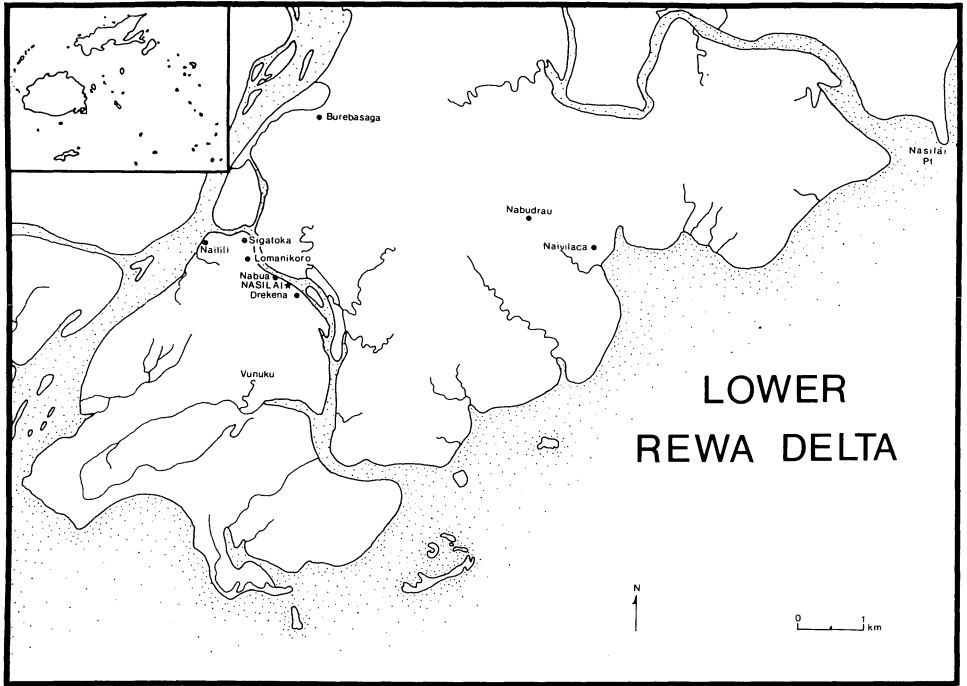 Burebasaga
Nasilai
Pt
Nabudrau
Naivilaca
Sigatoka
Nailili
Lomanikoro
Nabua
NASILAI
Drekena
Vunuku
LOWER
REWA DELTA
N
0 1
km